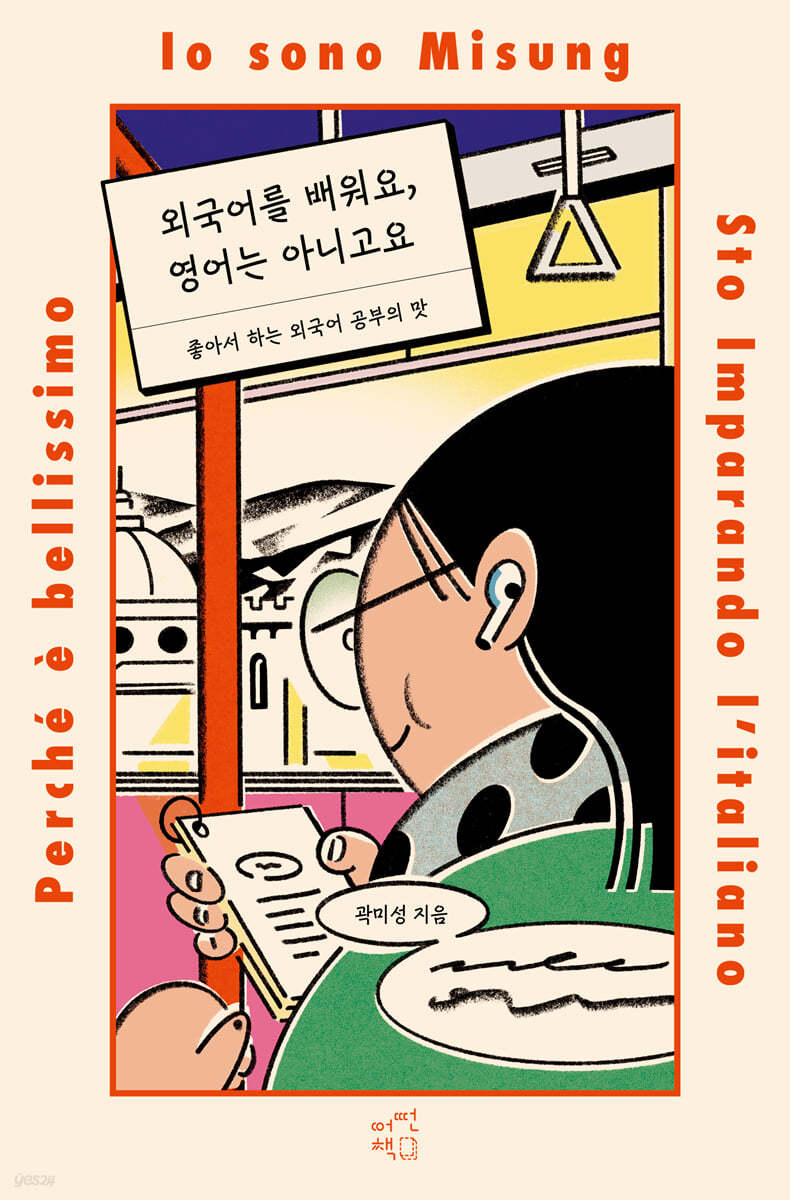 Io sono Misung
외국어를 배워요,
영어는 아니고요
좋아서 하는 외국어 공부의 맛
Sto Imparando l'italiano
Perché è bellissimo
곽미성 지음
어떤
책
yes24